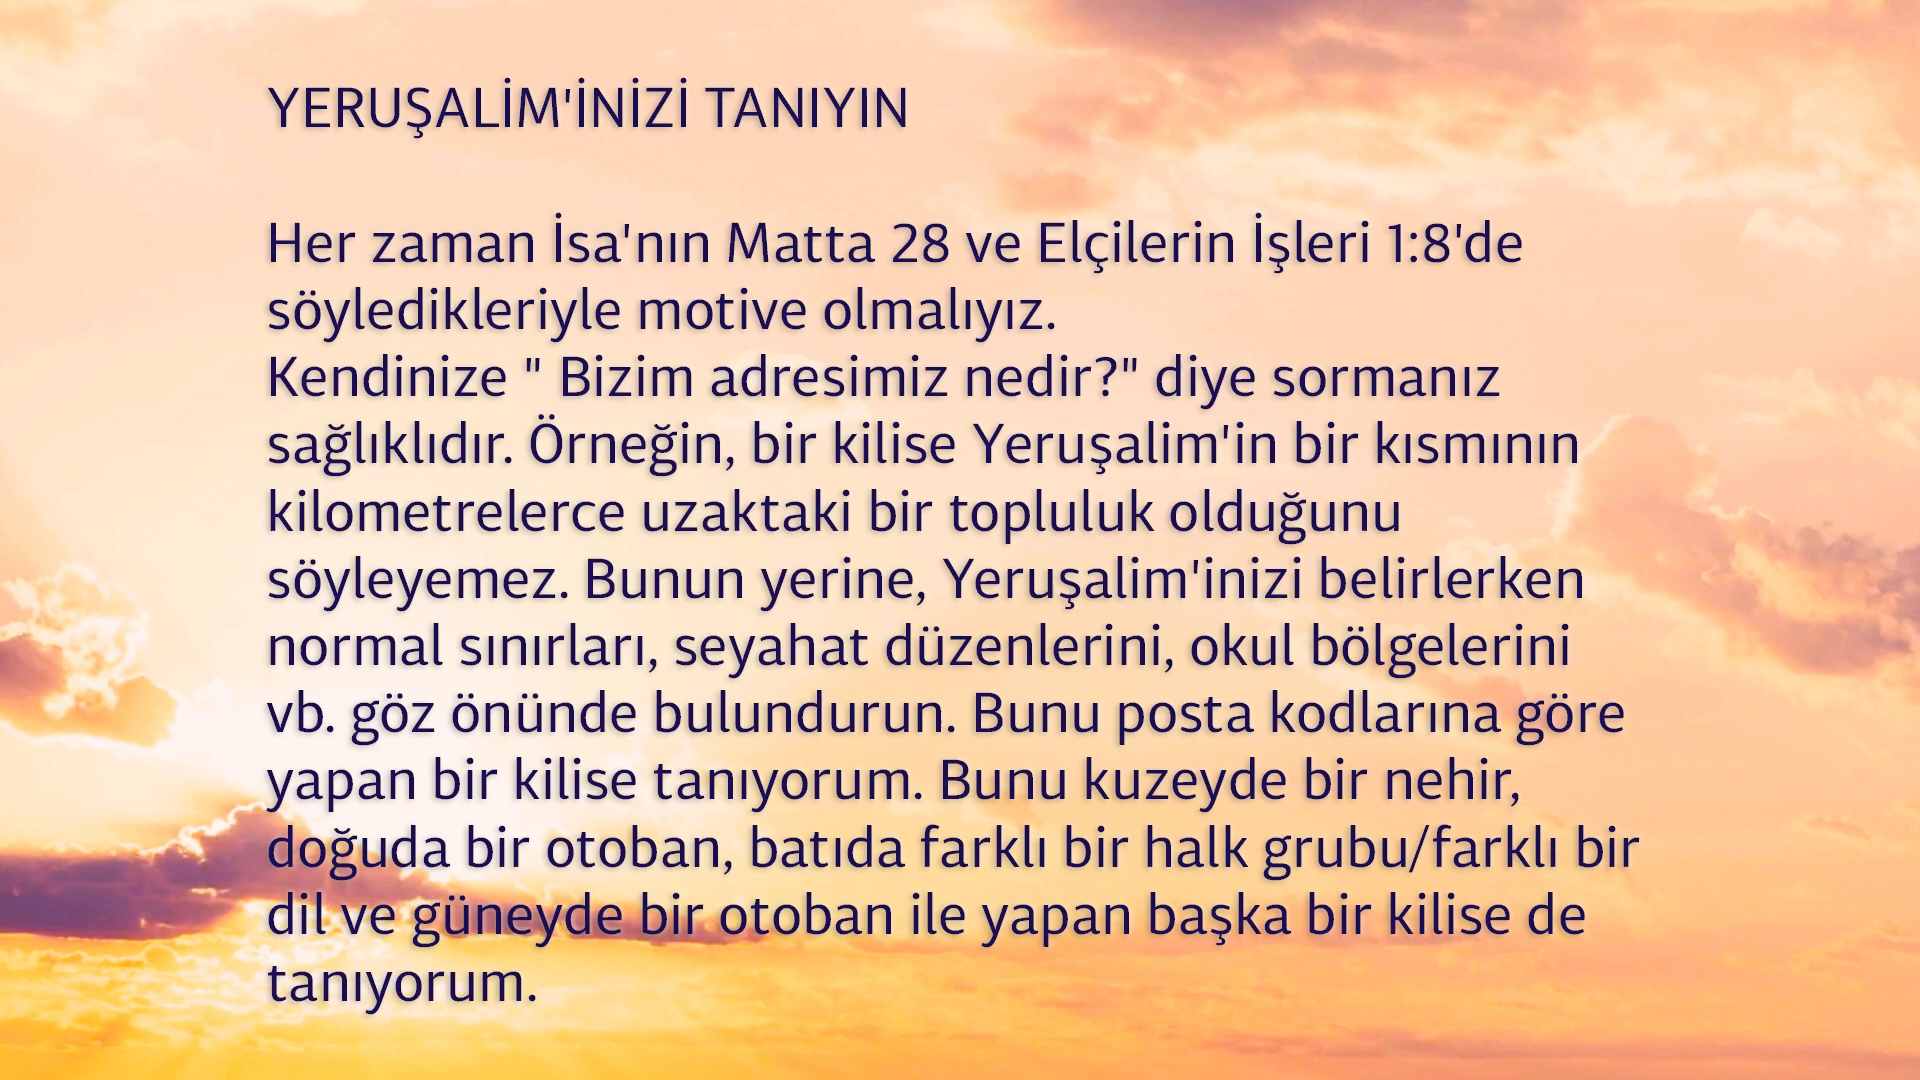 YERUŞALİM'İNİZİ TANIYIN
Her zaman İsa'nın Matta 28 ve Elçilerin İşleri 1:8'de
söyledikleriyle motive olmalıyız.
Kendinize " Bizim adresimiz nedir?" diye sormanız
sağlıklıdır. Örneğin, bir kilise Yeruşalim'in bir kısmının
kilometrelerce uzaktaki bir topluluk olduğunu
söyleyemez. Bunun yerine, Yeruşalim'inizi belirlerken
normal sınırları, seyahat düzenlerini, okul bölgelerini
vb. göz önünde bulundurun. Bunu posta kodlarına göre
yapan bir kilise tanıyorum. Bunu kuzeyde bir nehir,
doğuda bir otoban, batıda farklı bir halk grubu/farklı bir
dil ve güneyde bir otoban ile yapan başka bir kilise de
tanıyorum.